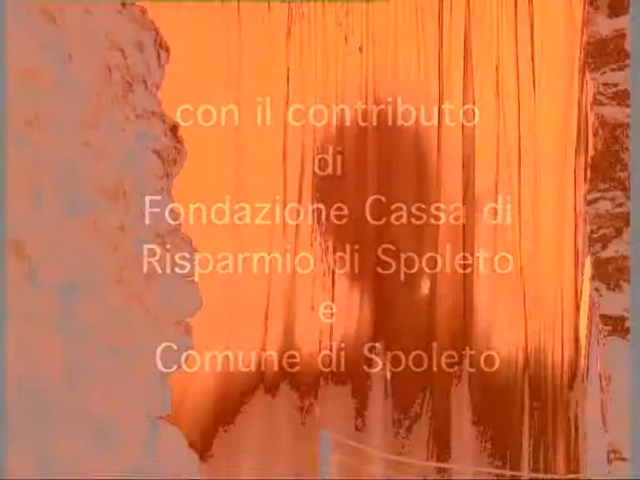 con il contributo
di
Fondazione Cassa di
Risparmio di Spoleto
e
Comune di Spoleto